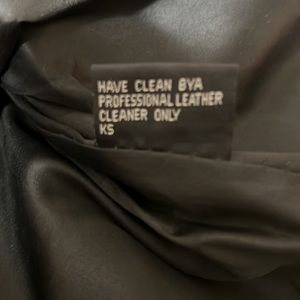 HAVE CLEAN BYA
PROFESSIONAL LEATHER
CLEANER ONLY
KS